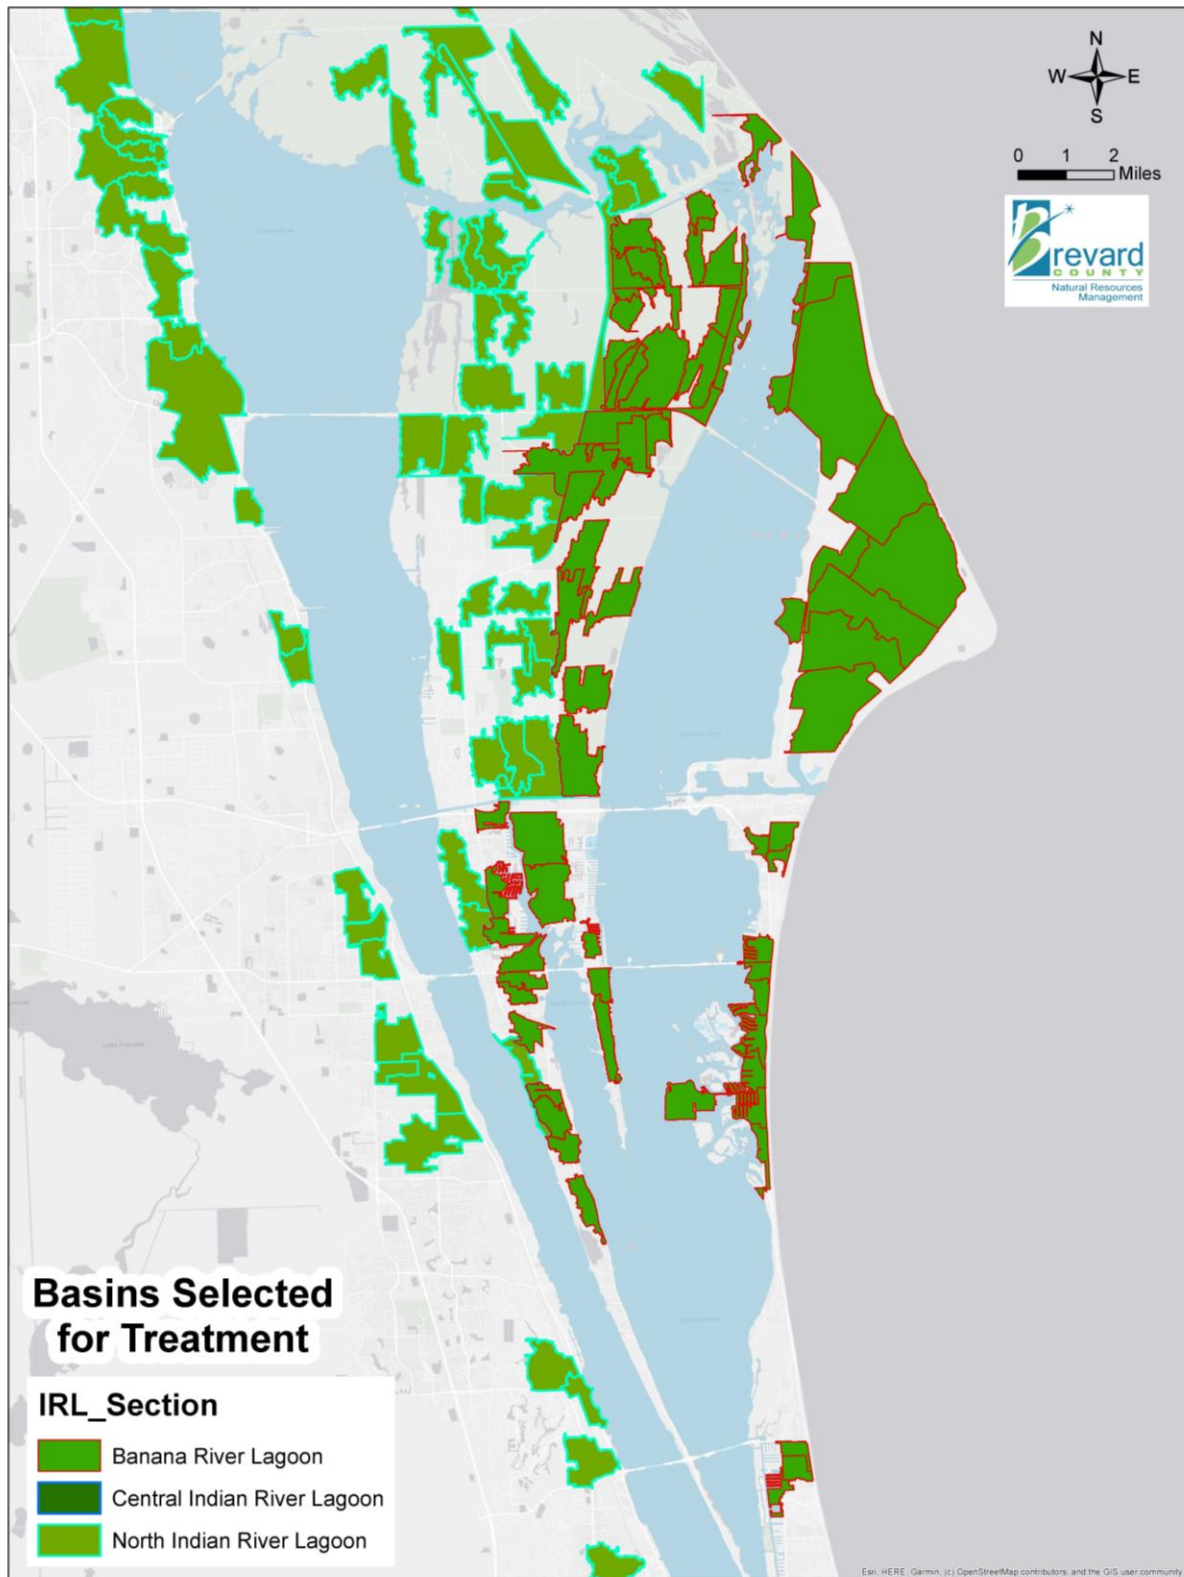 N
W E
S
0 1 2
Miles
Brevard
COUNTY
Natural Resources
Management
Basins Selected
for Treatment
IRL_Section
Banana River Lagoon
Central Indian River Lagoon
North Indian River Lagoon
Esri, HERE, Garmin, (c) OpenStreetMap contributors, and the GIS user community